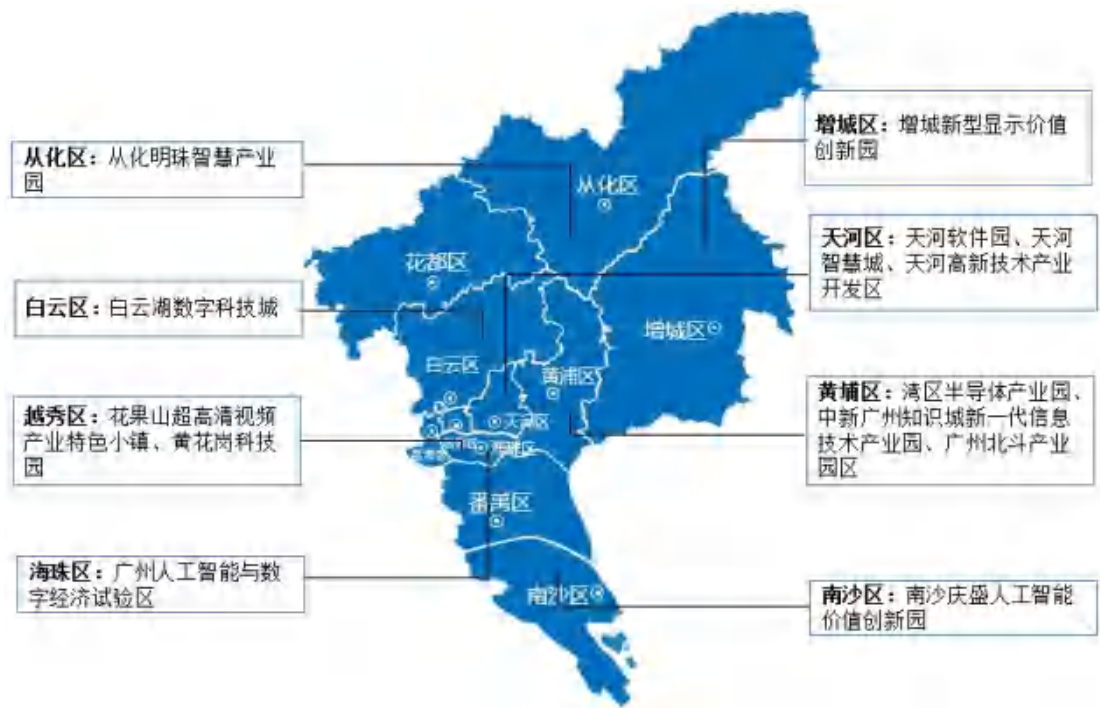 从化区：从化明珠智慧产业
园
白云区：白云湖数字科技城
越秀区：花果山超高清视频
产业特色小镇、黄花岗科技
园
海珠区：广州人工智能与数
字经济试验区
增城区：增城新型显示价值
创新园
天河区：天河软件园、天河
智慧城、天河高新技术产业
开发区
黄埔区：湾区半导体产业园、
中新广州知识城新一代信息
技术产业园、广州北斗产业
园区
南沙区：南沙庆盛人工智能
价值创新园
从化区
花都区
增城区
白云区
黄浦区
天河区
海珠区
番禺区
南沙区